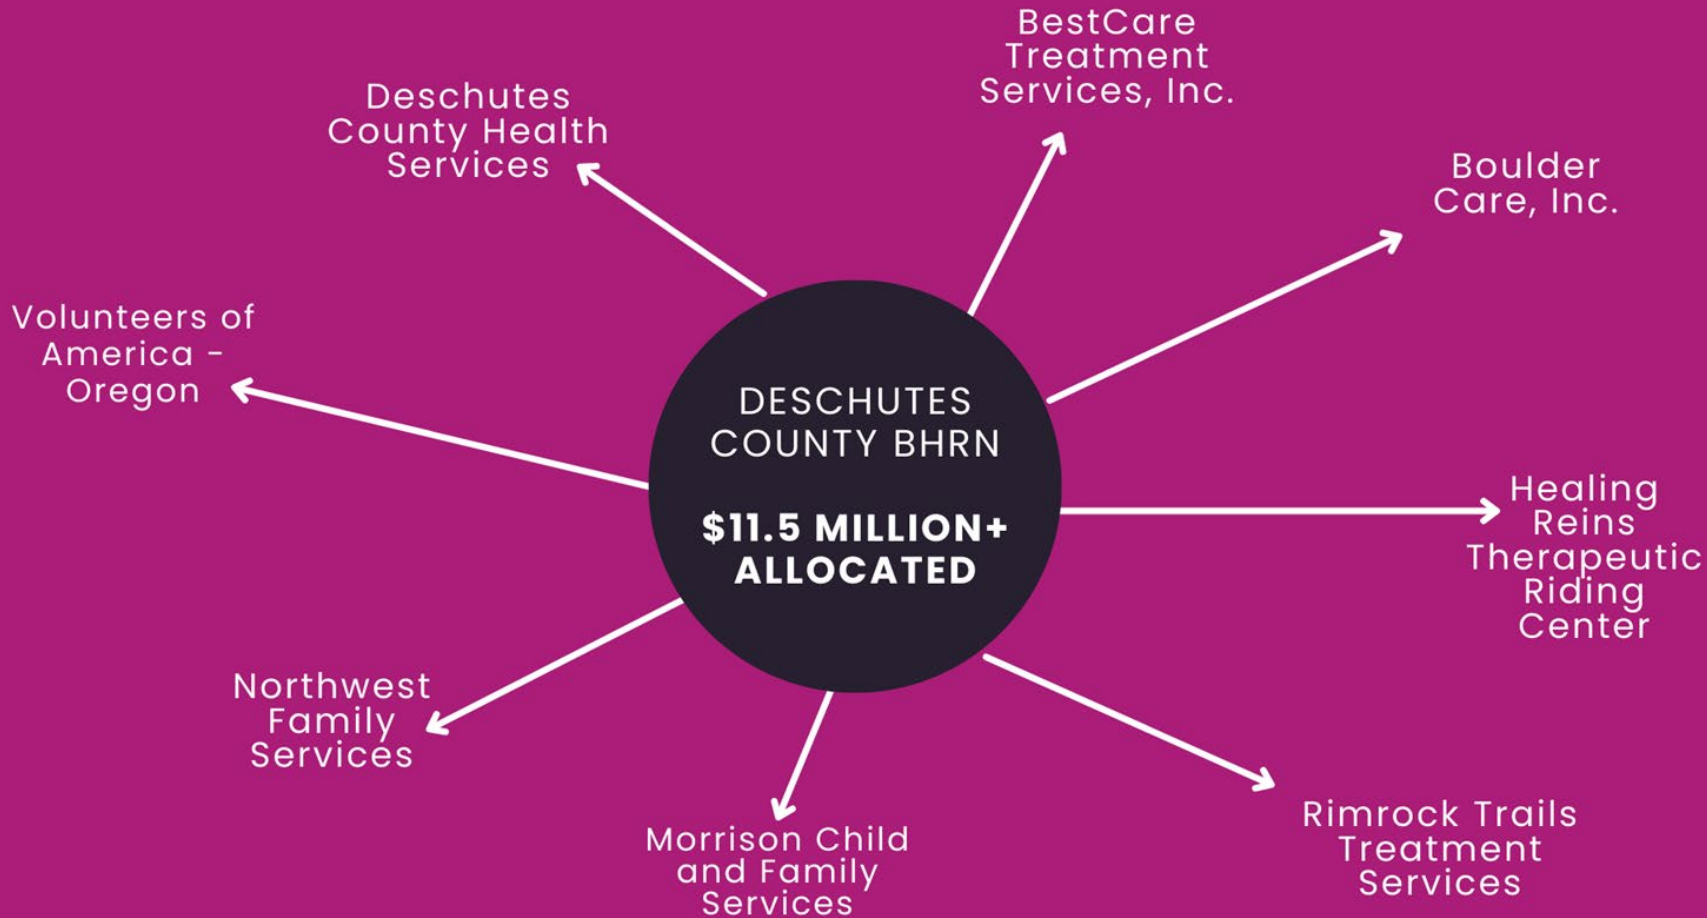 BestCare
Treatment
Services, Inc.
Deschutes
County Health
Services
Boulder
Care, Inc.
Volunteers of
America -
Oregon
DESCHUTES
COUNTY BHRN
$11.5 MILLION+
ALLOCATED
Healing
Reins
Therapeutic
Riding
Center
Northwest
Family
Services
Morrison Child
and Family
Services
Rimrock Trails
Treatment
Services